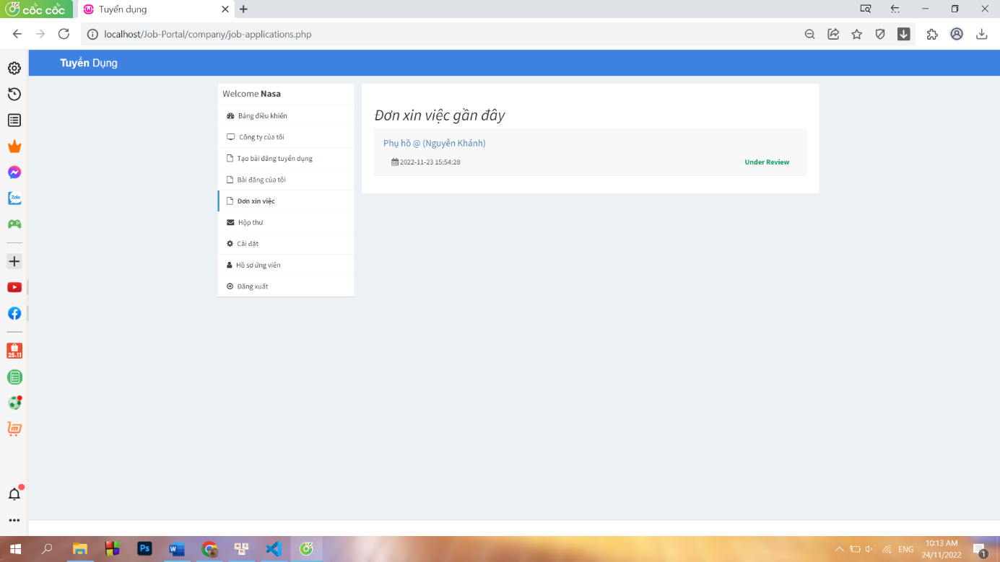 cốc cốc
Tuyển dụng
localhost/Job-Portal/company/job-applications.php
Tuyển Dụng
Welcome Nasa
Bảng điều khiển
Công ty của tôi
Tạo bài đăng tuyển dụng
Bài đăng của tôi
Đơn xin việc
Hộp thư
Cài đặt
Hồ sơ ứng viên
Đăng xuất
Đơn xin việc gần đây
Phụ hồ @ (Nguyễn Khánh)
2022-11-23 15:54:28
Under Review
Zalo
25.11
Ps
ENG
10:13 AM
24/11/2022
1